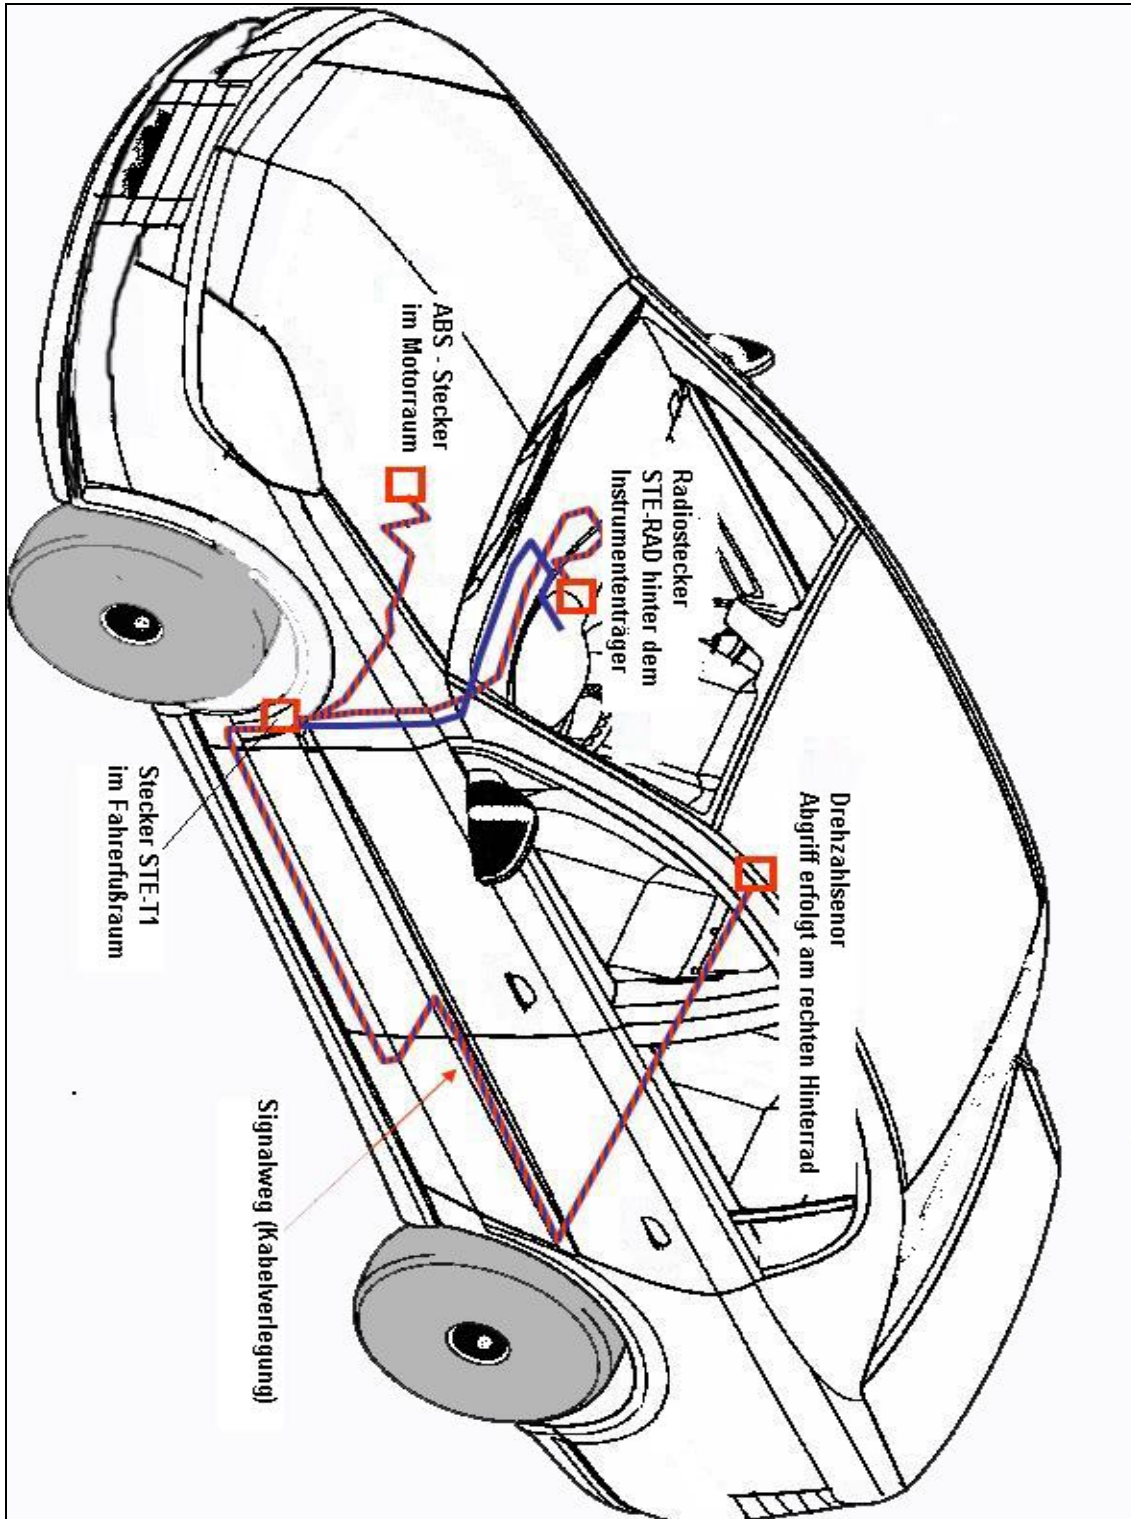 ABS - Stecker
im Motorraum
Radiostecker
STE-RAD hinter dem
Instrumententräger
Drehzahlsenor
Abgriff erfolgt am rechten Hinterrad
Stecker STE-T1
im Fahrerfußraum
Signalweg (Kabelverlegung)